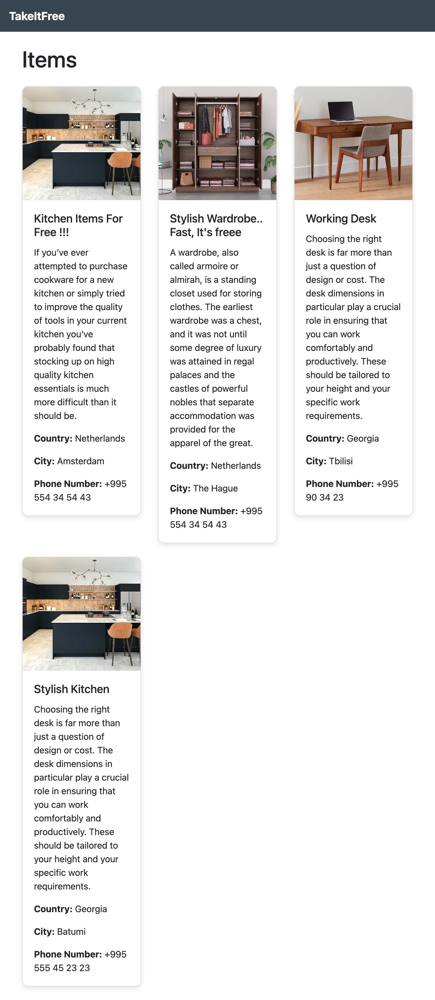 TakeItFree
Items
Kitchen Items For
Free !!!
If you’ve ever
attempted to purchase
cookware for a new
kitchen or simply tried
to improve the quality
of tools in your current
kitchen you’ve
probably found that
stocking up on high
quality kitchen
essentials is much
more difficult than it
should be.
Country: Netherlands
City: Amsterdam
Phone Number: +995
554 34 54 43
Stylish Wardrobe..
Fast, It's freee
A wardrobe, also
called armoire or
almirah, is a standing
closet used for storing
clothes. The earliest
wardrobe was a chest,
and it was not until
some degree of luxury
was attained in regal
palaces and the
castles of powerful
nobles that separate
accommodation was
provided for the
apparel of the great.
Country: Netherlands
City: The Hague
Phone Number: +995
554 34 54 43
Working Desk
Choosing the right
desk is far more than
just a question of
design or cost. The
desk dimensions in
particular play a crucial
role in ensuring that
you can work
comfortably and
productively. These
should be tailored to
your height and your
specific work
requirements.
Country: Georgia
City: Tbilisi
Phone Number: +995
90 34 23
Stylish Kitchen
Choosing the right
desk is far more than
just a question of
design or cost. The
desk dimensions in
particular play a crucial
role in ensuring that
you can work
comfortably and
productively. These
should be tailored to
your height and your
specific work
requirements.
Country: Georgia
City: Batumi
Phone Number: +995
555 45 23 23